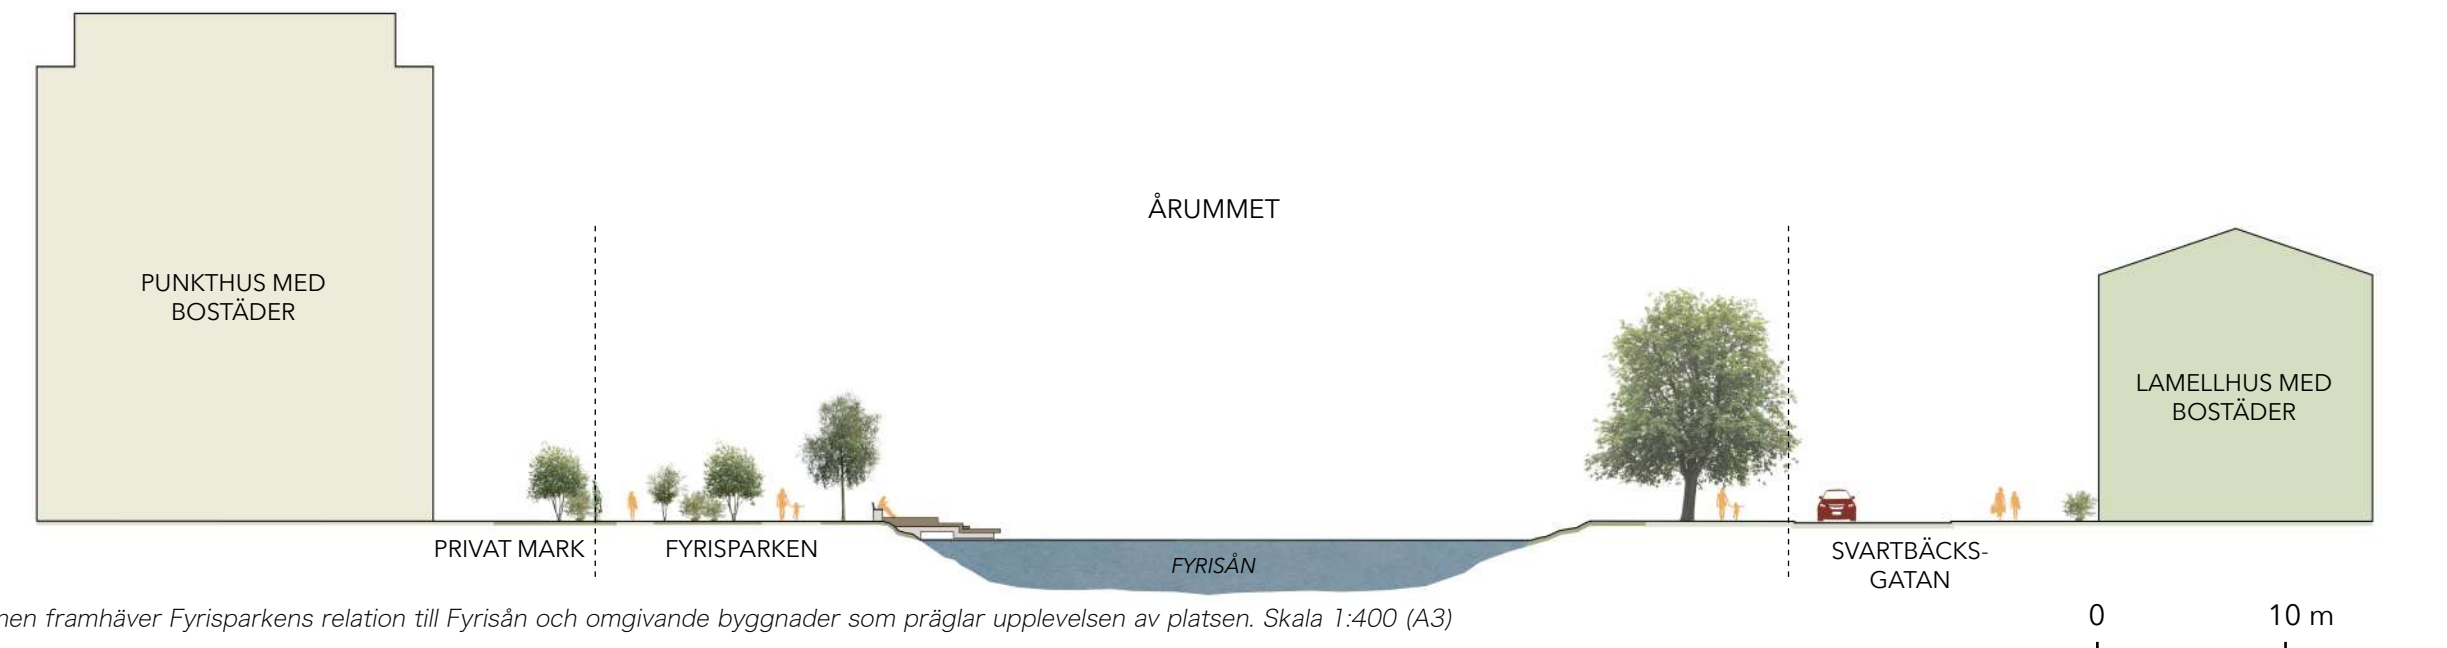 ÅRUMMET
PUNKTHUS MED
BOSTÄDER
LAMELLHUS MED
BOSTÄDER
PRIVAT MARK
FYRISPARKEN
FYRISÅN
SVARTBÄCKS-
GATAN
framhäver Fyrisparkens relation till Fyrisån och omgivande byggnader som präglar upplevelsen av platsen. Skala 1:400 (A3)
0
10 m